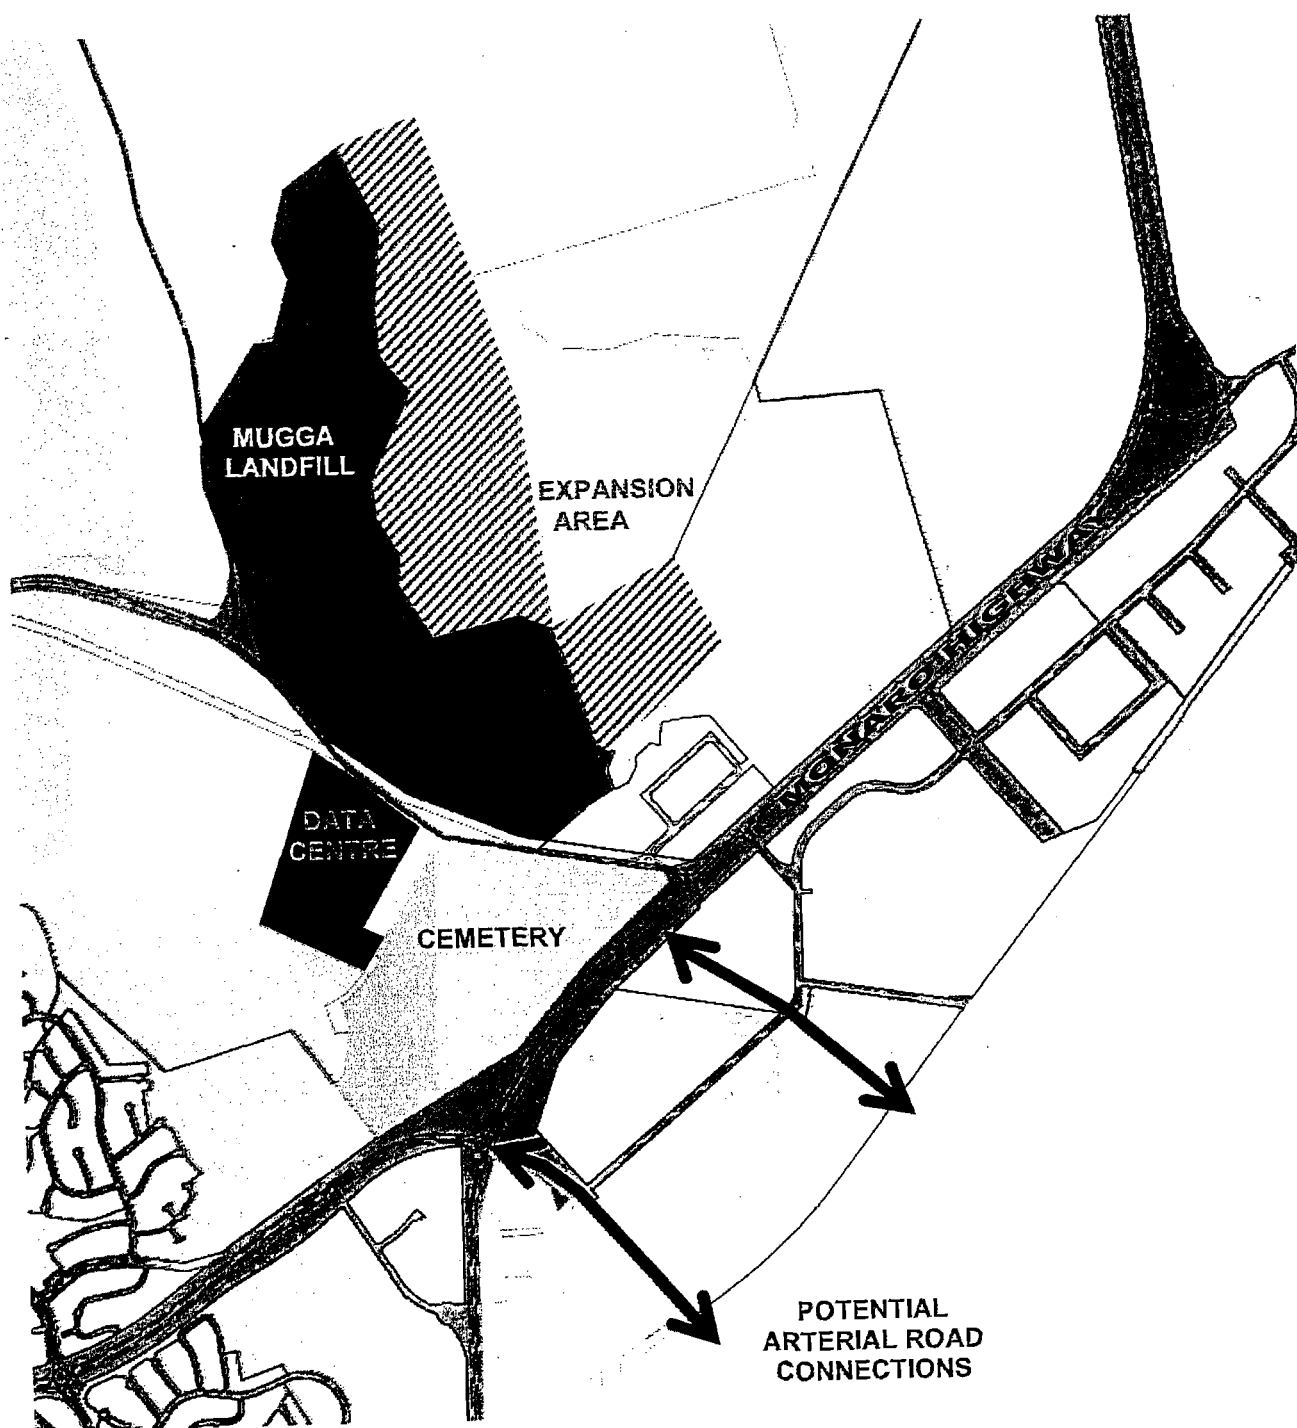 MUGGA
LANDFILL
EXPANSION
AREA
MONARO HIGHWAY
DATA
CENTRE
CEMETERY
POTENTIAL
ARTERIAL ROAD
CONNECTIONS